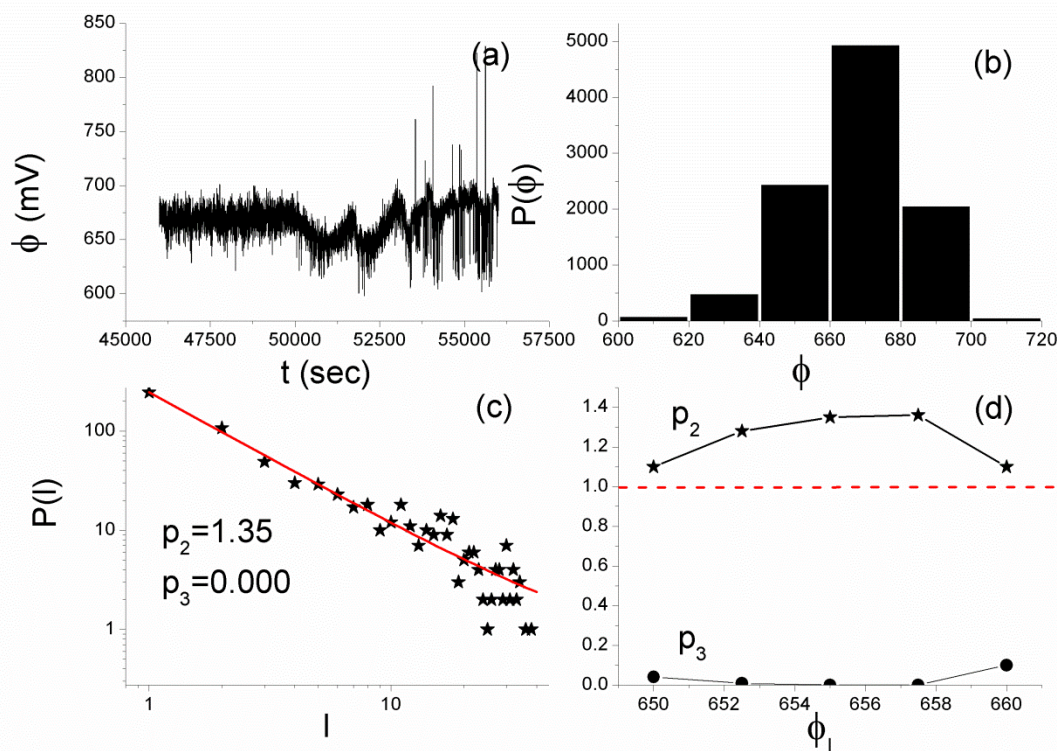 850
800
750
700
650
600
45000 47500 50000 52500 55000 57500
ϕ (mV)
t (sec)
(a)
5000
4000
3000
2000
1000
0
600 620 640 660 680 700 720
P(ϕ)
ϕ
(b)
100
10
1
1 10
P(l)
l
(c)
p₂=1.35
p₃=0.000
1.4
1.2
1.0
0.8
0.6
0.4
0.2
0.0
650 652 654 656 658 660
ϕₗ
(d)
p₂
p₃